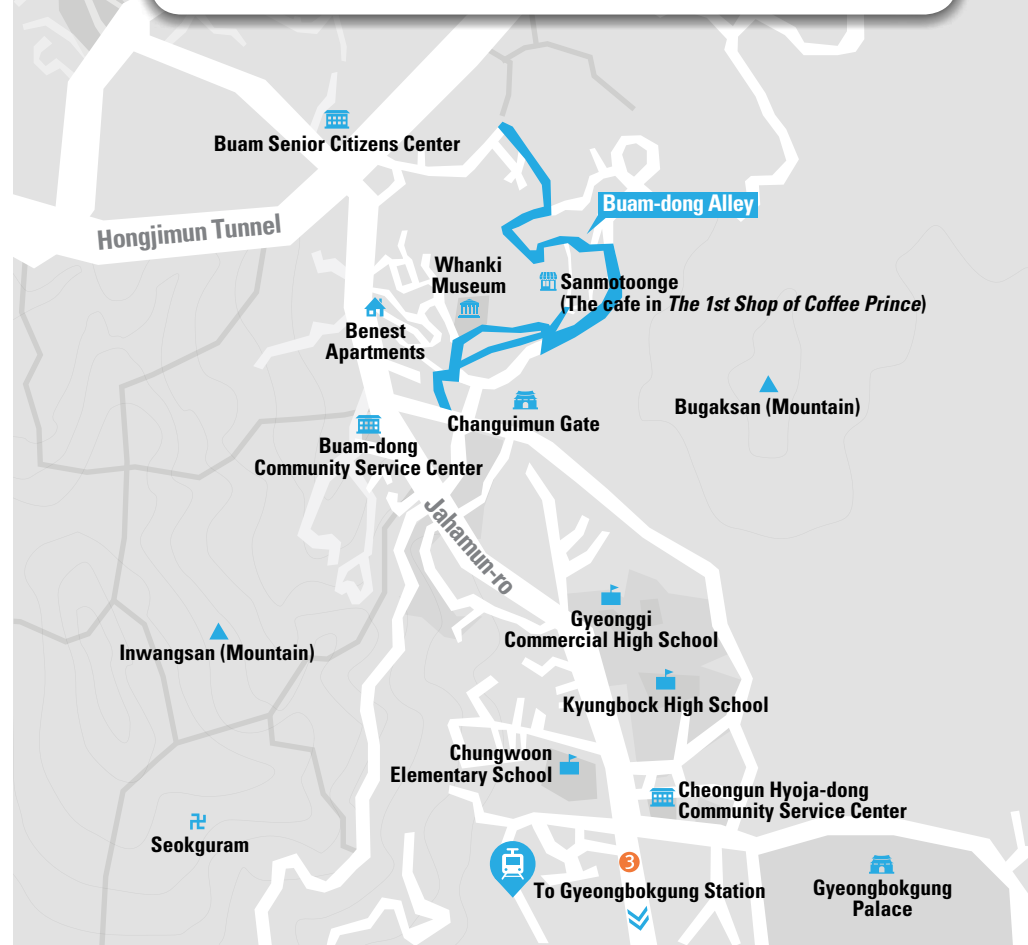 Buam Senior Citizens Center
Hongjimun Tunnel
Buam-dong Alley
Whanki
Museum
Sanmotoonge
(The cafe in The 1st Shop of Coffee Prince)
Benest
Apartments
Bugaksan (Mountain)
Changuimun Gate
Buam-dong
Community Service Center
Jahamun-ro
Gyeonggi
Commercial High School
Inwangsan (Mountain)
Kyungbock High School
Chungwoon
Elementary School
Cheongun Hyoja-dong
Community Service Center
Seokguram
3
To Gyeongbokgung Station
Gyeongbokgung
Palace